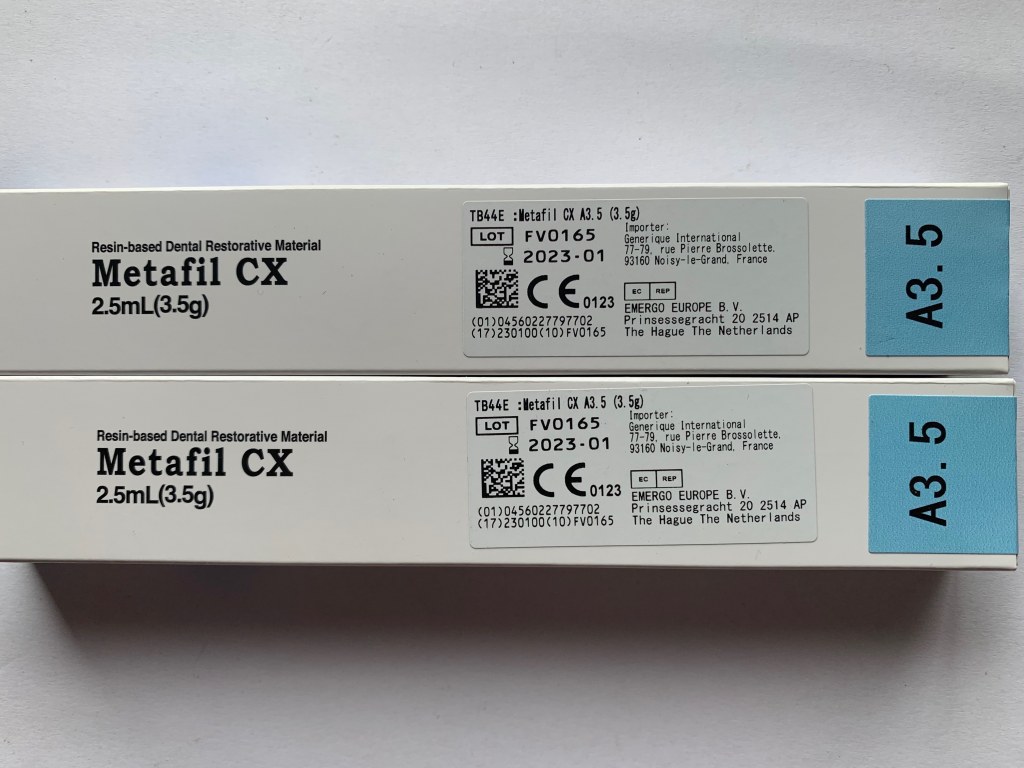 Resin-based Dental Restorative Material
Metafil CX
2.5mL(3.5g)
TB44E :Metafil CX A3.5 (3.5g)
LOT FV0165
2023-01
CE 0123
(01)04560227797702
(17)230100(10)FV0165
Importer:
Generique International
77-79, rue Pierre Brossolette,
93160 Noisy-le-Grand, France
EC REP
EMERGO EUROPE B.V.
Prinsessegracht 20 2514 AP
The Hague The Netherlands
A3.5
Resin-based Dental Restorative Material
Metafil CX
2.5mL(3.5g)
TB44E :Metafil CX A3.5 (3.5g)
LOT FV0165
2023-01
CE 0123
(01)04560227797702
(17)230100(10)FV0165
Importer:
Generique International
77-79, rue Pierre Brossolette,
93160 Noisy-le-Grand, France
EC REP
EMERGO EUROPE B.V.
Prinsessegracht 20 2514 AP
The Hague The Netherlands
A3.5